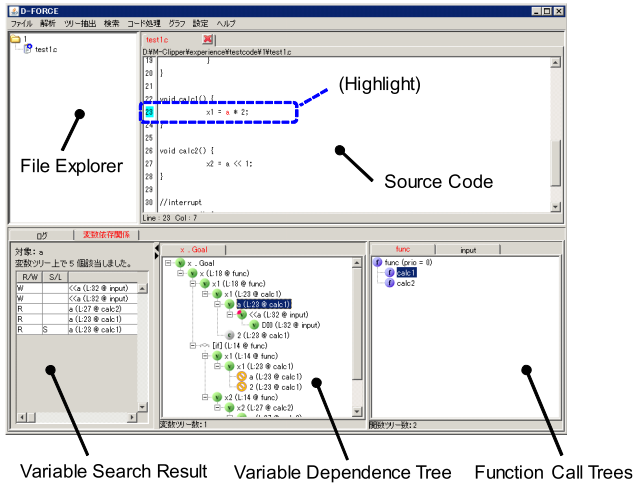 D-FORCE
ファイル 解析 ツリー抽出 検索 コード処理 グラフ 設定 ヘルプ
1
test1.c
test1.c
D:¥M-Clipper¥experience¥testcode¥1¥test1.c
19 }
20 }
21
22 void calc1() {
23 x1 = a * 2;
24 }
25
26 void calc2() {
27 x2 = a << 1;
28 }
29
30 //interrupt
Line : 23 Col : 7
(Highlight)
File Explorer
Source Code
ログ 変数依存関係
対象: a
変数ツリー上で 5 個該当しました。
R/W S/L
W <<a (L:32 @ input)
W <<a (L:32 @ input)
R a (L:27 @ calc2)
R a (L:23 @ calc1)
R S a (L:23 @ calc1)
x . Goal
x . Goal
x (L:18 @ func)
x1 (L:18 @ func)
x1 (L:23 @ calc1)
a (L:23 @ calc1)
<<a (L:32 @ input)
D00 (L:32 @ input)
2 (L:23 @ calc1)
[if] (L:14 @ func)
x1 (L:14 @ func)
x1 (L:23 @ calc1)
a (L:23 @ calc1)
2 (L:23 @ calc1)
x2 (L:14 @ func)
x2 (L:27 @ calc2)
変数ツリー数: 1
func input
func (prio = 0)
calc1
calc2
関数ツリー数: 2
Variable Search Result
Variable Dependence Tree
Function Call Trees